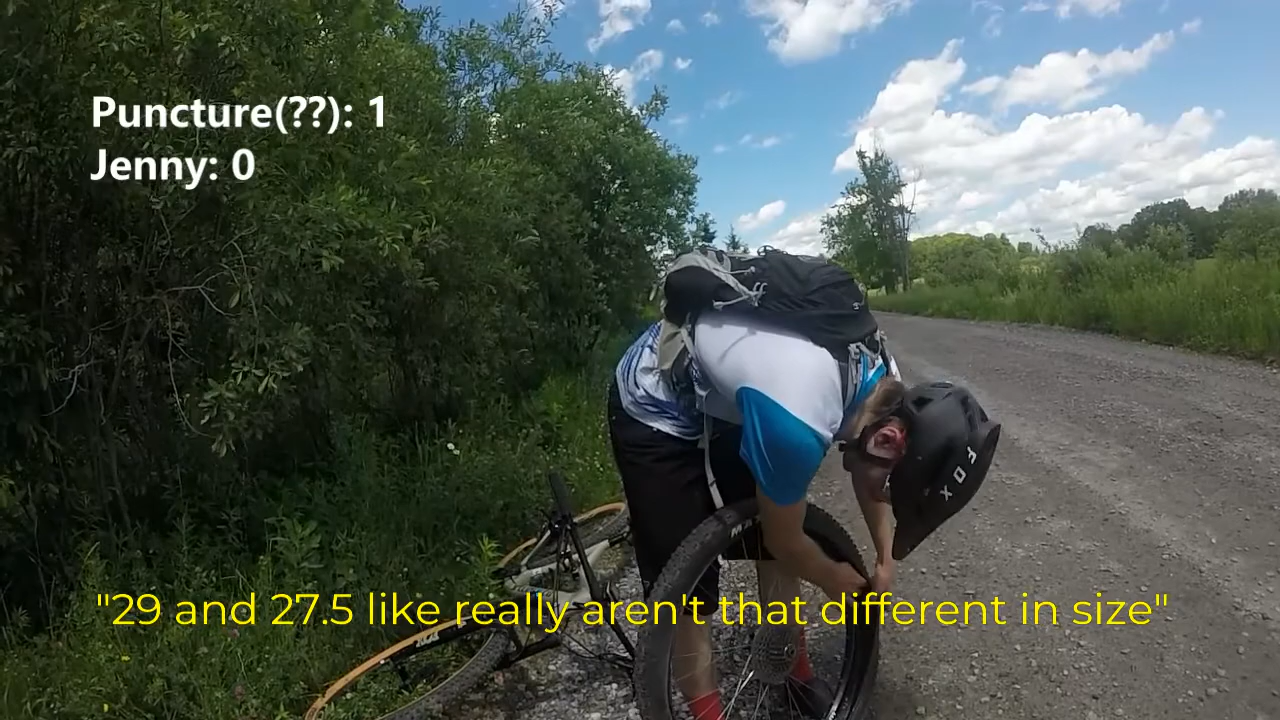 Puncture(??): 1
Jenny: 0
FOX
"29 and 27.5 like really aren't that different in size"